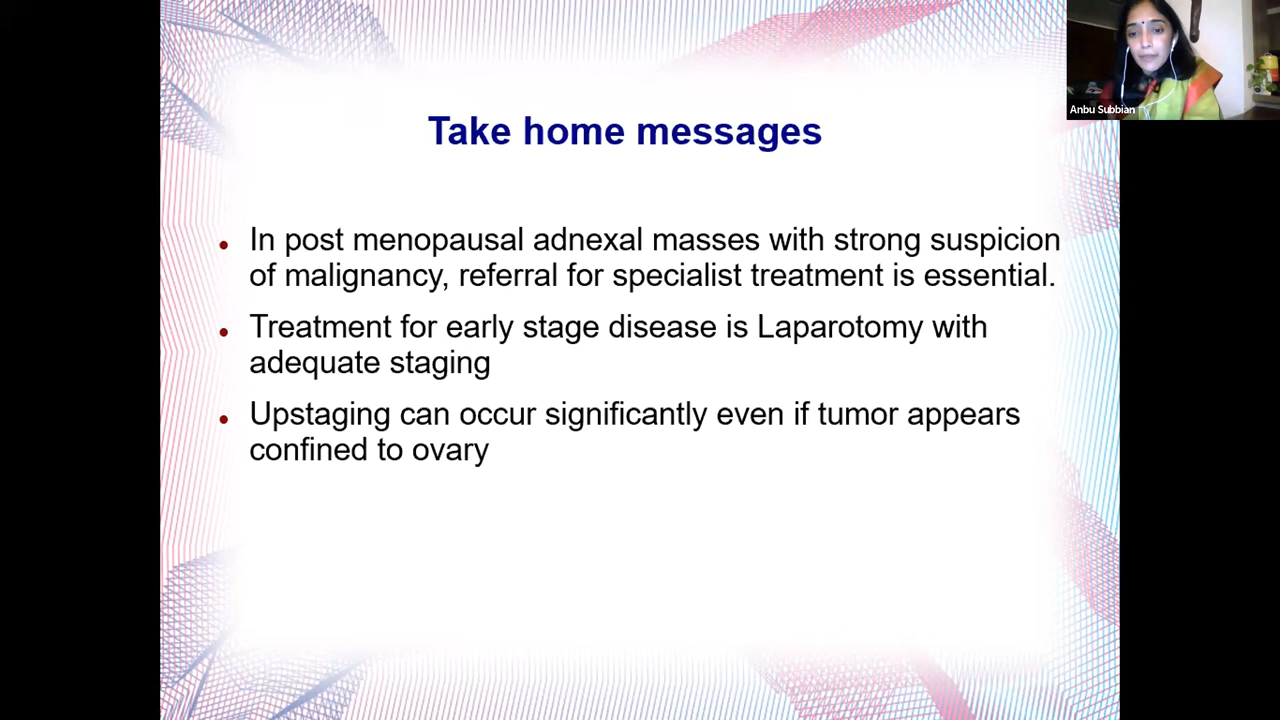 Take home messages
In post menopausal adnexal masses with strong suspicion
of malignancy, referral for specialist treatment is essential.
Treatment for early stage disease is Laparotomy with
adequate staging
Upstaging can occur significantly even if tumor appears
confined to ovary
Anbu Subbian